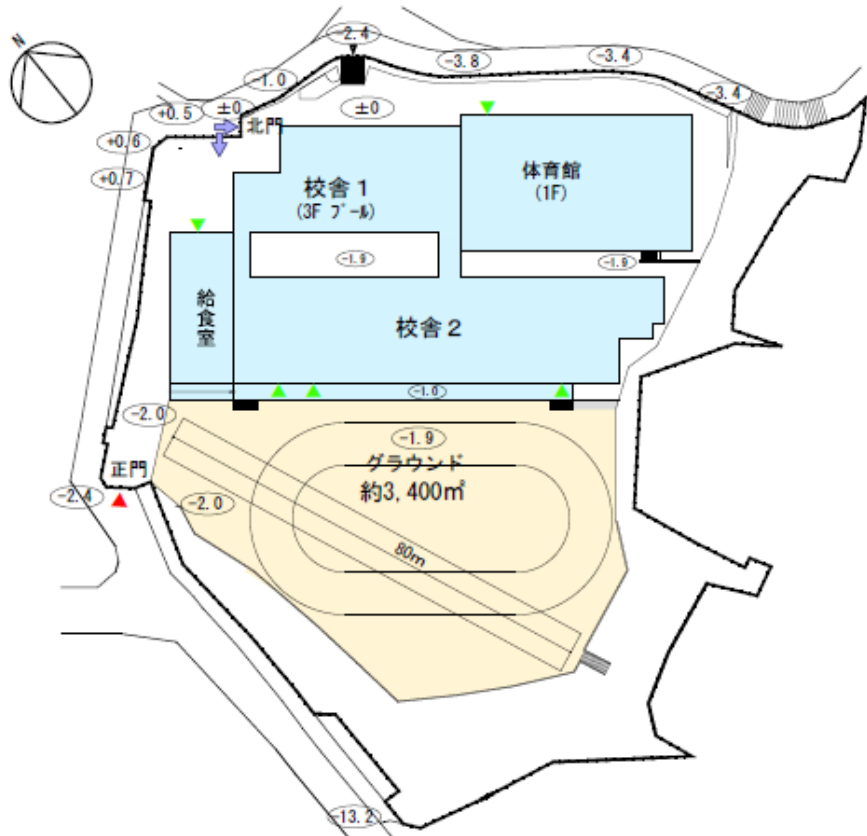 N
-2.4
-3.8
-3.4
-3.4
-1.0
+0.5
±0
±0
+0.6
北門
+0.7
校舎1
(3F プール)
体育館
(1F)
-1.9
-1.9
給食室
校舎2
-1.0
-2.0
-1.9
グラウンド
約3,400㎡
正門
-2.4
-2.0
80m
-13.2